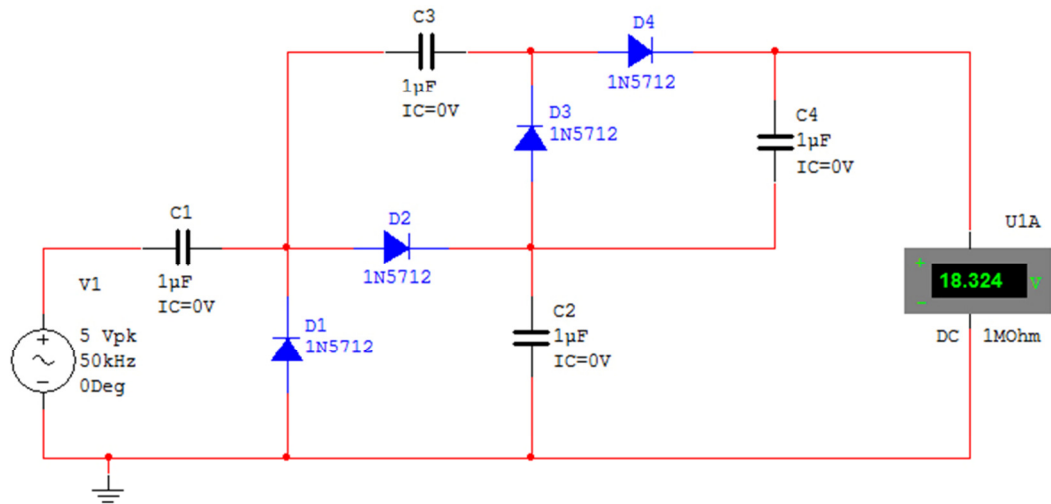 C3
1µF
IC=0V
D4
1N5712
D3
1N5712
C4
1µF
IC=0V
C1
1µF
IC=0V
D2
1N5712
U1A
+
18.324 V
-
DC 1MOhm
V1
+
5 Vpk
50kHz
0Deg
-
D1
1N5712
C2
1µF
IC=0V